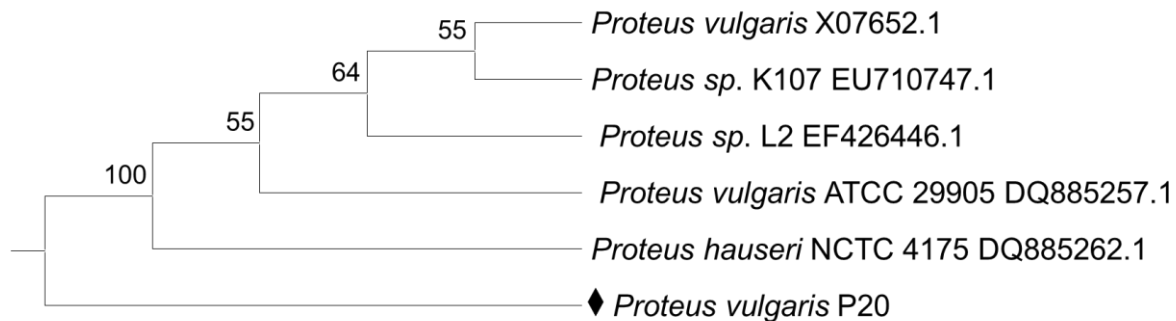 55
Proteus vulgaris X07652.1
64
Proteus sp. K107 EU710747.1
55
Proteus sp. L2 EF426446.1
100
Proteus vulgaris ATCC 29905 DQ885257.1
Proteus hauseri NCTC 4175 DQ885262.1
♦ Proteus vulgaris P20